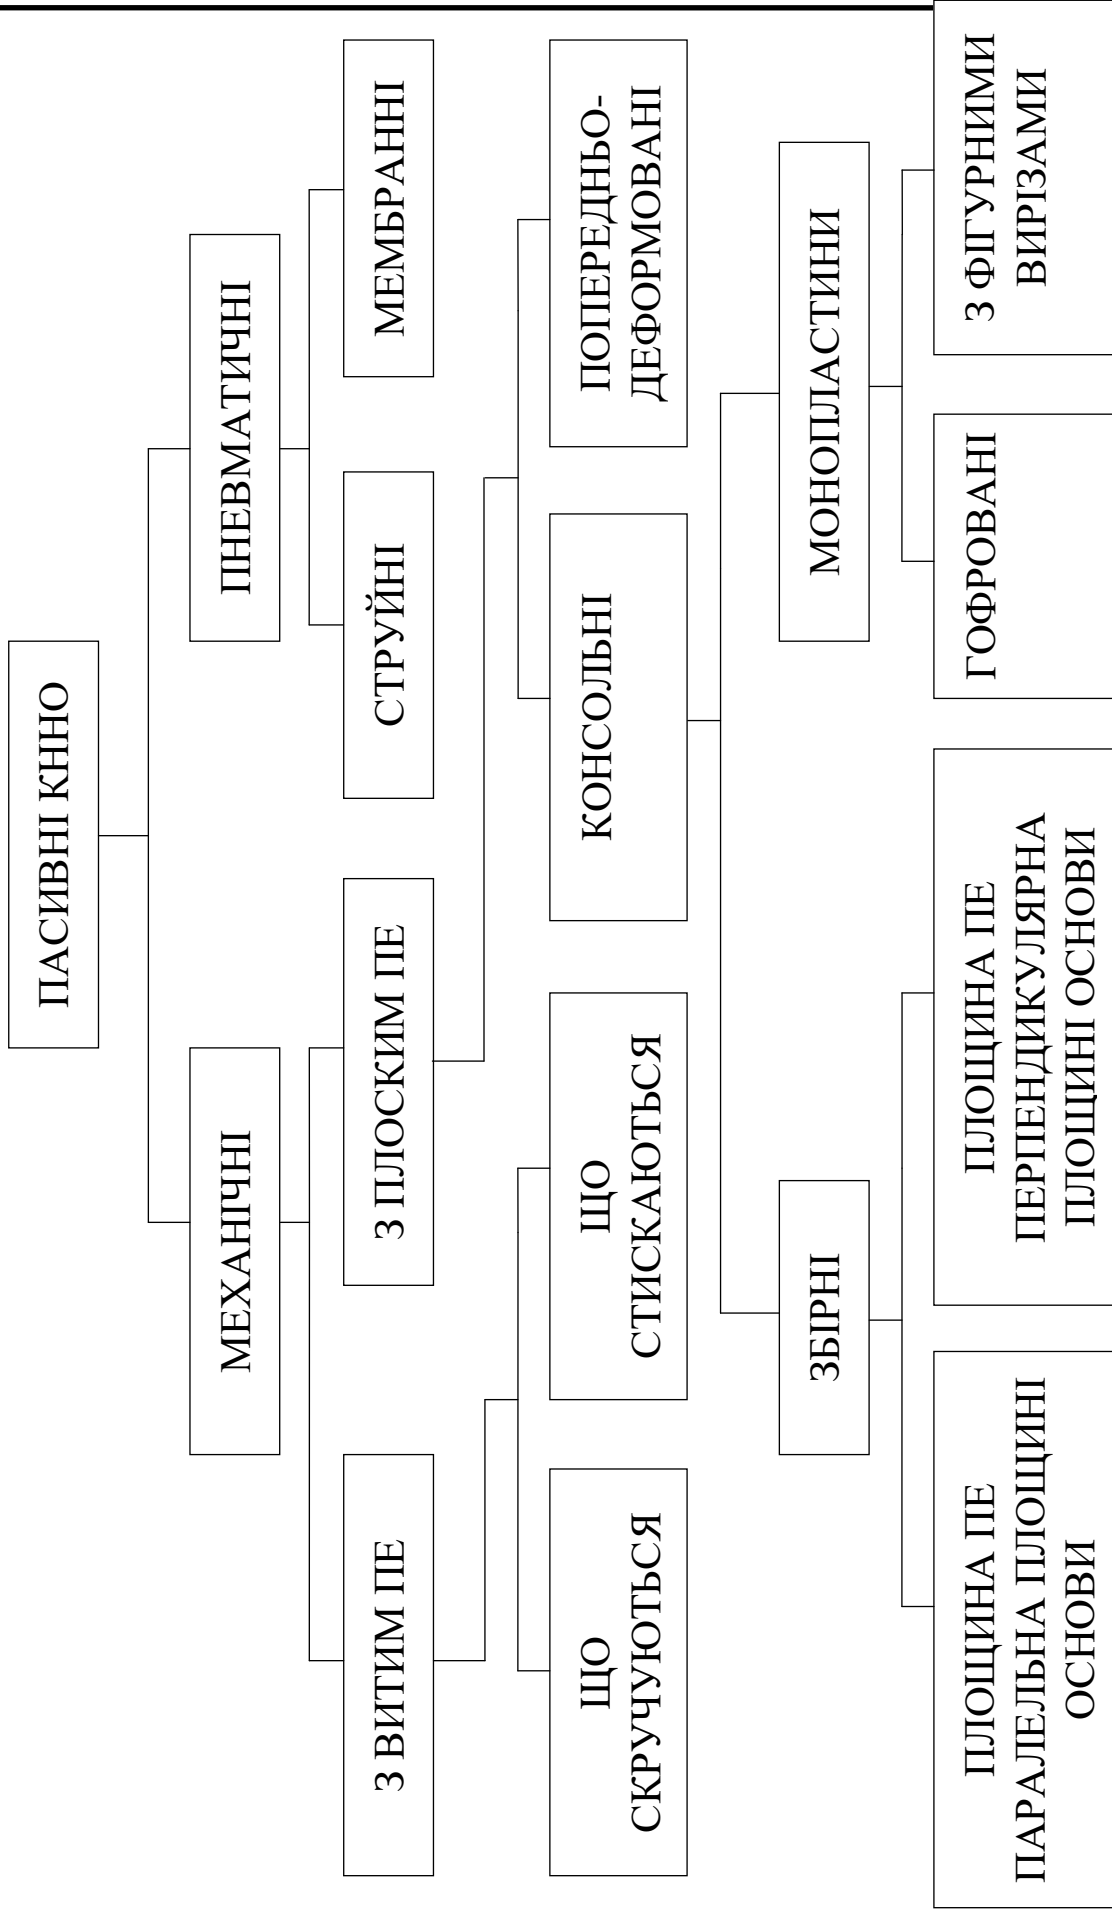 ПАСИВНІ КННО
МЕХАНІЧНІ
ПНЕВМАТИЧНІ
З ВИТИМ ПЕ
З ПЛОСКИМ ПЕ
СТРУЙНІ
МЕМБРАННІ
ЩО
СКРУЧУЮТЬСЯ
ЩО
СТИСКАЮТЬСЯ
КОНСОЛЬНІ
ПОПЕРЕДНЬО-
ДЕФОРМОВАНІ
ЗБІРНІ
МОНОПЛАСТИНИ
ПЛОЩИНА ПЕ
ПАРАЛЕЛЬНА ПЛОЩИНІ
ОСНОВИ
ПЛОЩИНА ПЕ
ПЕРПЕНДИКУЛЯРНА
ПЛОЩИНІ ОСНОВИ
ГОФРОВАНІ
З ФІГУРНИМИ
ВИРІЗАМИ